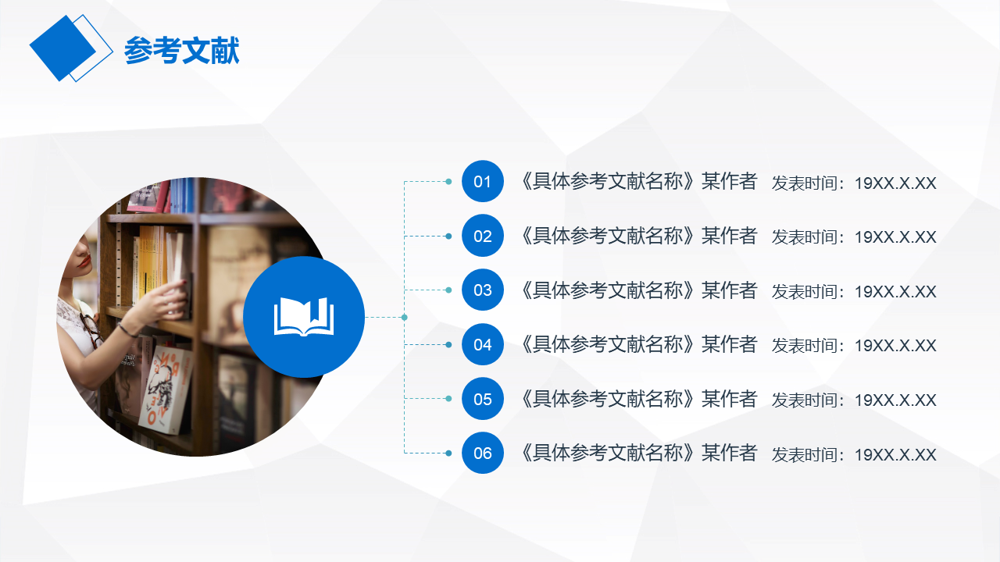 参考文献
01 《具体参考文献名称》某作者 发表时间：19XX.X.XX
02 《具体参考文献名称》某作者 发表时间：19XX.X.XX
03 《具体参考文献名称》某作者 发表时间：19XX.X.XX
04 《具体参考文献名称》某作者 发表时间：19XX.X.XX
05 《具体参考文献名称》某作者 发表时间：19XX.X.XX
06 《具体参考文献名称》某作者 发表时间：19XX.X.XX